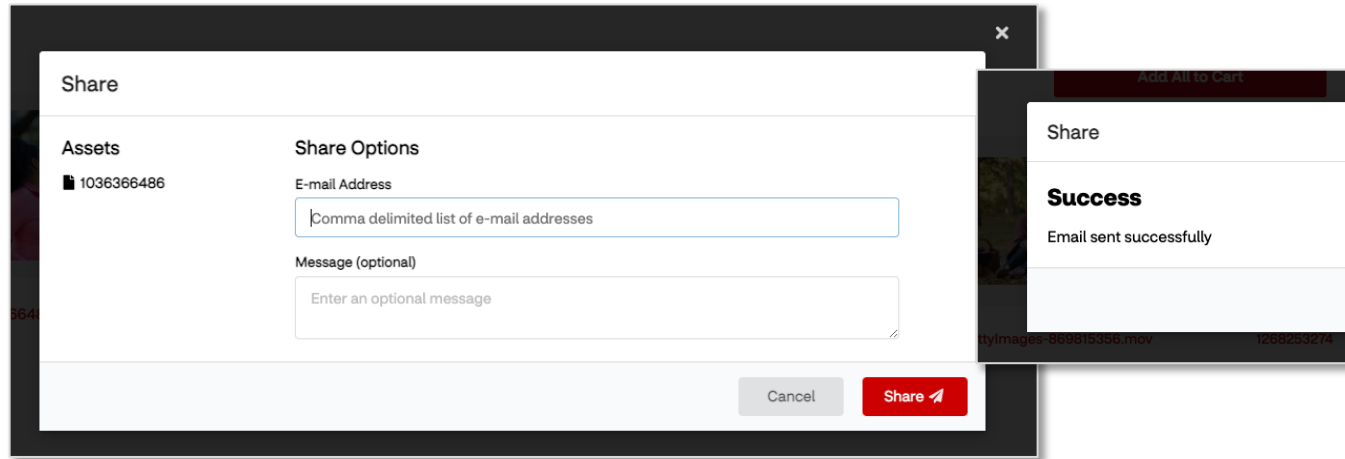 Share
Assets
1036366486
Share Options
E-mail Address
Comma delimited list of e-mail addresses
Message (optional)
Enter an optional message
Cancel
Share
Add All to Cart
Share
Success
Email sent successfully
ttyImages-869815356.mov
1268253274